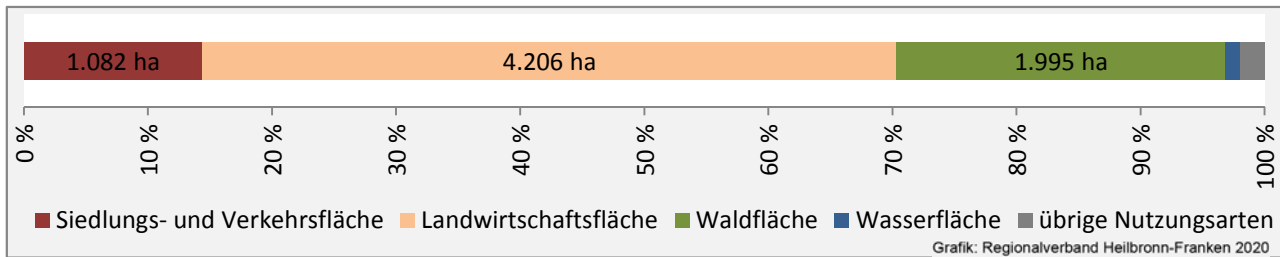 1.082 ha 4.206 ha 1.995 ha
0 % 10 % 20 % 30 % 40 % 50 % 60 % 70 % 80 % 90 % 100 %
Siedlungs- und Verkehrsfläche Landwirtschaftsfläche Waldfläche Wasserfläche übrige Nutzungsarten
Grafik: Regionalverband Heilbronn-Franken 2020